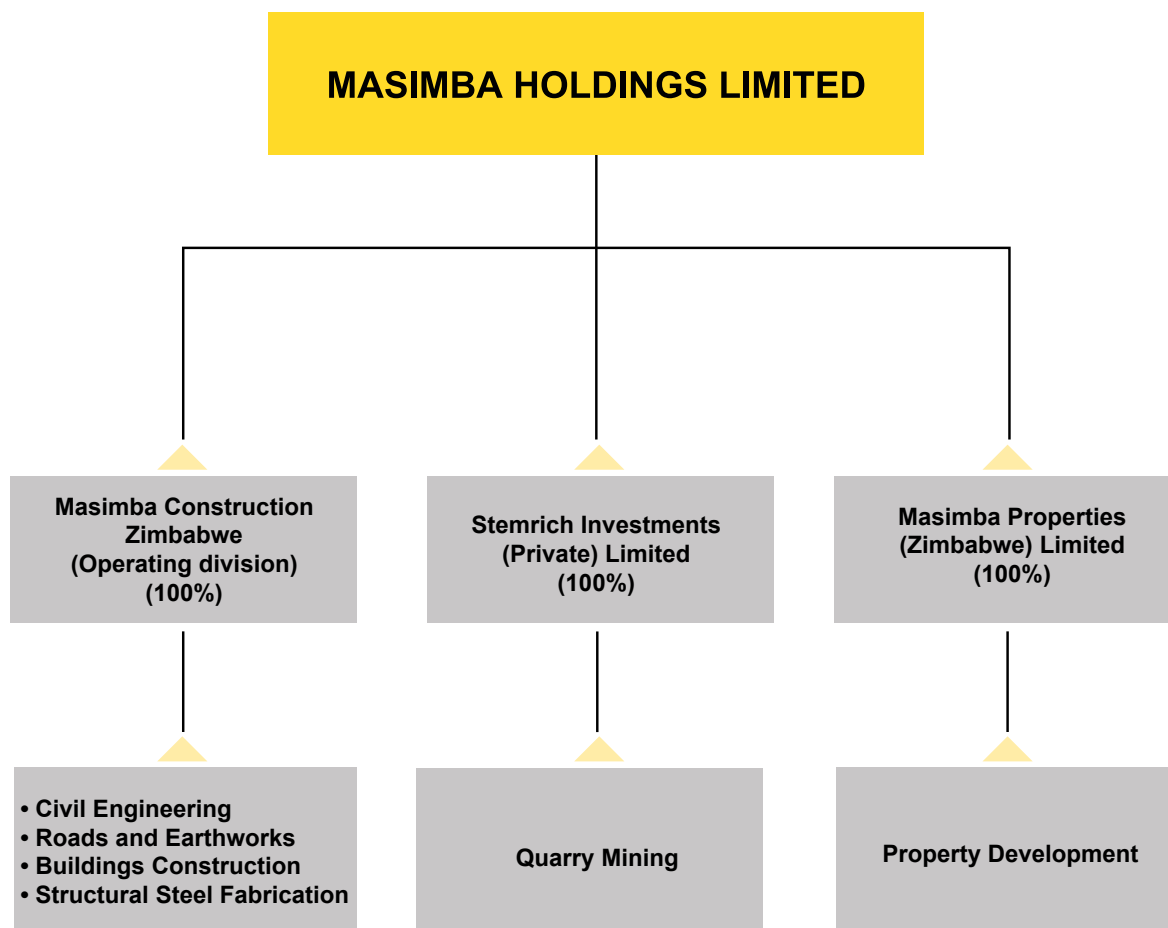 MASIMBA HOLDINGS LIMITED
Masimba Construction
Zimbabwe
(Operating division)
(100%)
Stemrich Investments
(Private) Limited
(100%)
Masimba Properties
(Zimbabwe) Limited
(100%)
• Civil Engineering
• Roads and Earthworks
• Buildings Construction
• Structural Steel Fabrication
Quarry Mining
Property Development